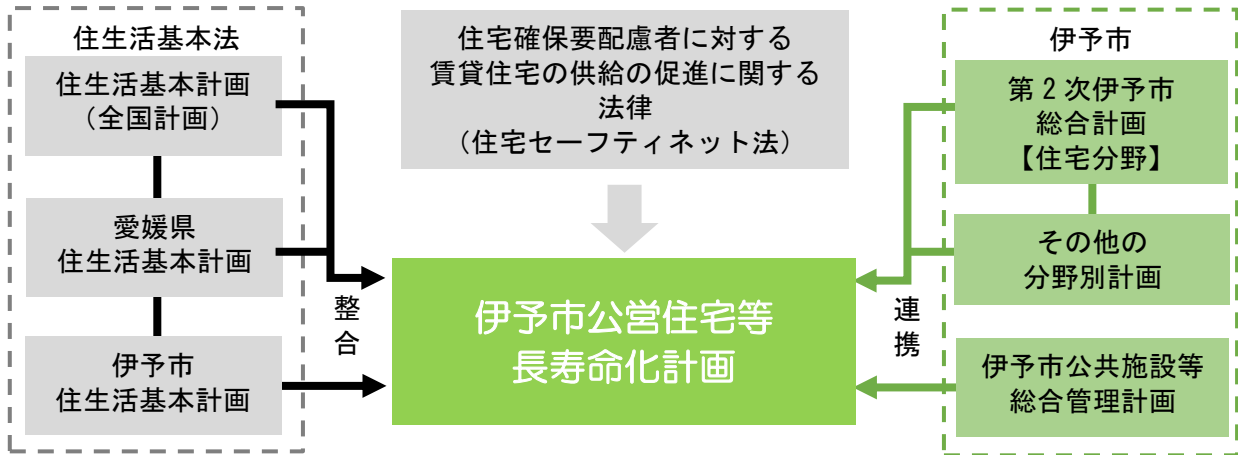 住生活基本法
住生活基本計画
（全国計画）
愛媛県
住生活基本計画
伊予市
住生活基本計画
整合
住宅確保要配慮者に対する
賃貸住宅の供給の促進に関する
法律
（住宅セーフティネット法）
伊予市公営住宅等
長寿命化計画
連携
伊予市
第２次伊予市
総合計画
【住宅分野】
その他の
分野別計画
伊予市公共施設等
総合管理計画